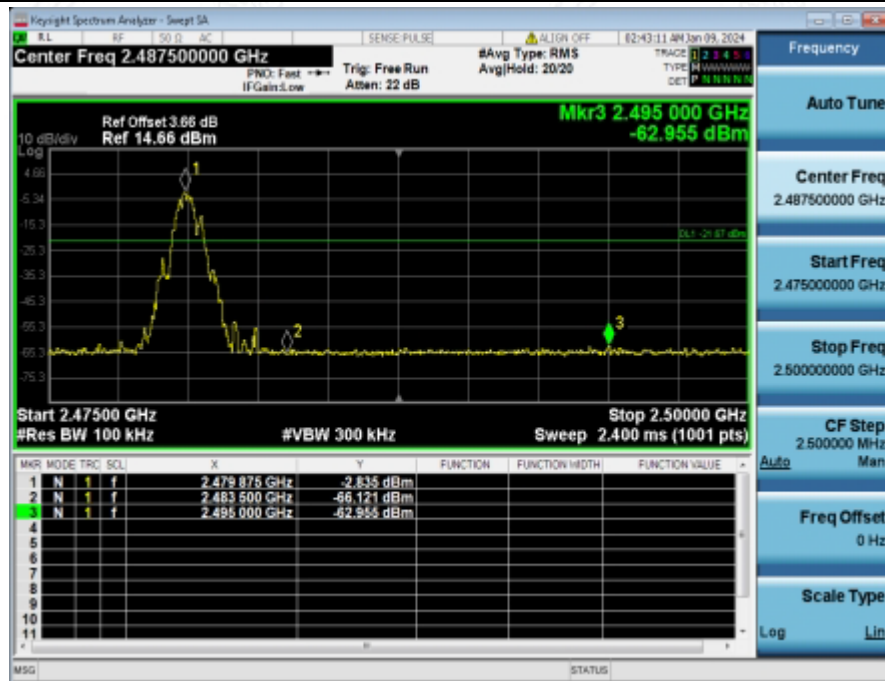 Keysight Spectrum Analyzer - Swept SA
RL RF 50 Ω AC SENSE:PULSE ALIGN OFF 02:43:11 AM Jan 09, 2024
Center Freq 2.487500000 GHz
PNO: Fast
IFGain:Low
Trig: Free Run
Atten: 22 dB
#Avg Type: RMS
Avg|Hold: 20/20
TRACE 1 2 3 4 5 6
TYPE M W W W W W
DET P N N N N N
Ref Offset 3.66 dB
Ref 14.66 dBm
10 dB/div
Log
Mkr3 2.495 000 GHz
-62.955 dBm
4.66
-5.34
-15.3
-25.3
-35.3
-45.3
-55.3
-65.3
-75.3
1
2
3
DL1 -21.67 dBm
Start 2.47500 GHz
Stop 2.50000 GHz
#Res BW 100 kHz
#VBW 300 kHz
Sweep 2.400 ms (1001 pts)
MKR MODE TRC SCL X Y FUNCTION FUNCTION WIDTH FUNCTION VALUE
1 N 1 f 2.479 875 GHz -2.835 dBm
2 N 1 f 2.483 500 GHz -66.121 dBm
3 N 1 f 2.495 000 GHz -62.955 dBm
4
5
6
7
8
9
10
11
MSG
STATUS
Frequency
Auto Tune
Center Freq
2.487500000 GHz
Start Freq
2.475000000 GHz
Stop Freq
2.500000000 GHz
CF Step
2.500000 MHz
Auto Man
Freq Offset
0 Hz
Scale Type
Log Lin